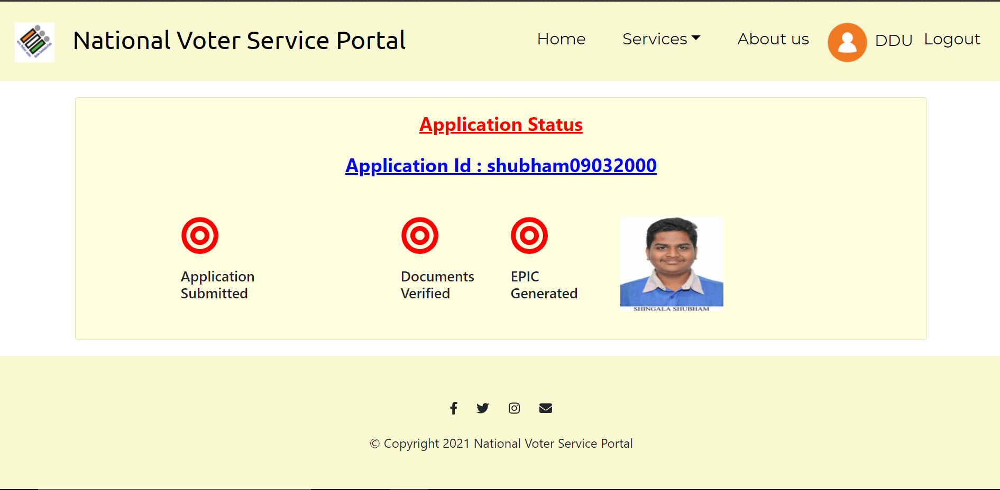 National Voter Service Portal
Home Services About us DDU Logout
Application Status
Application Id : shubham09032000
Application
Submitted
Documents
Verified
EPIC
Generated
SHINGALA SHUBHAM
© Copyright 2021 National Voter Service Portal